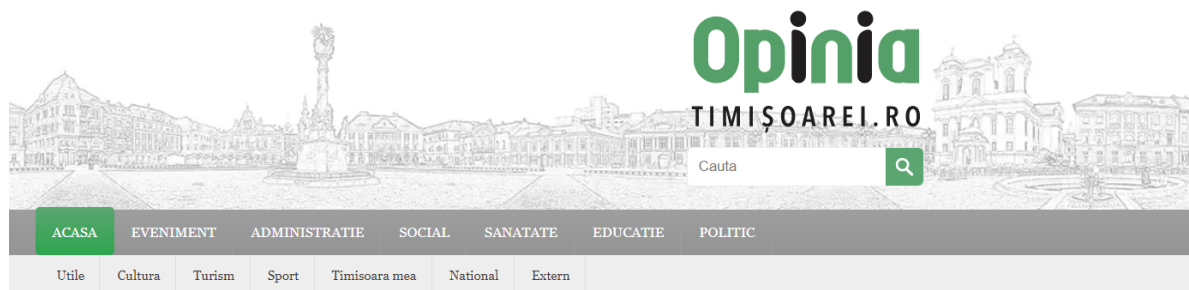 Opinia
TIMIȘOAREI.RO
Cauta
ACASA EVENIMENT ADMINISTRATIE SOCIAL SANATATE EDUCATIE POLITIC
Utile Cultura Turism Sport Timisoara mea National Extern